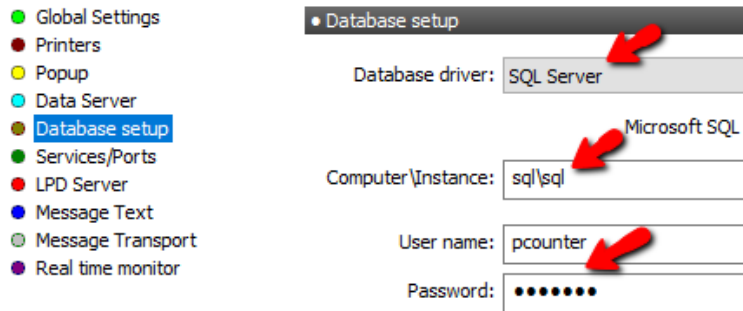 Global Settings
Printers
Popup
Data Server
Database setup
Services/Ports
LPD Server
Message Text
Message Transport
Real time monitor
• Database setup
Database driver: SQL Server
Microsoft SQL
Computer\Instance: sql\sql
User name: pcounter
Password: •••••••